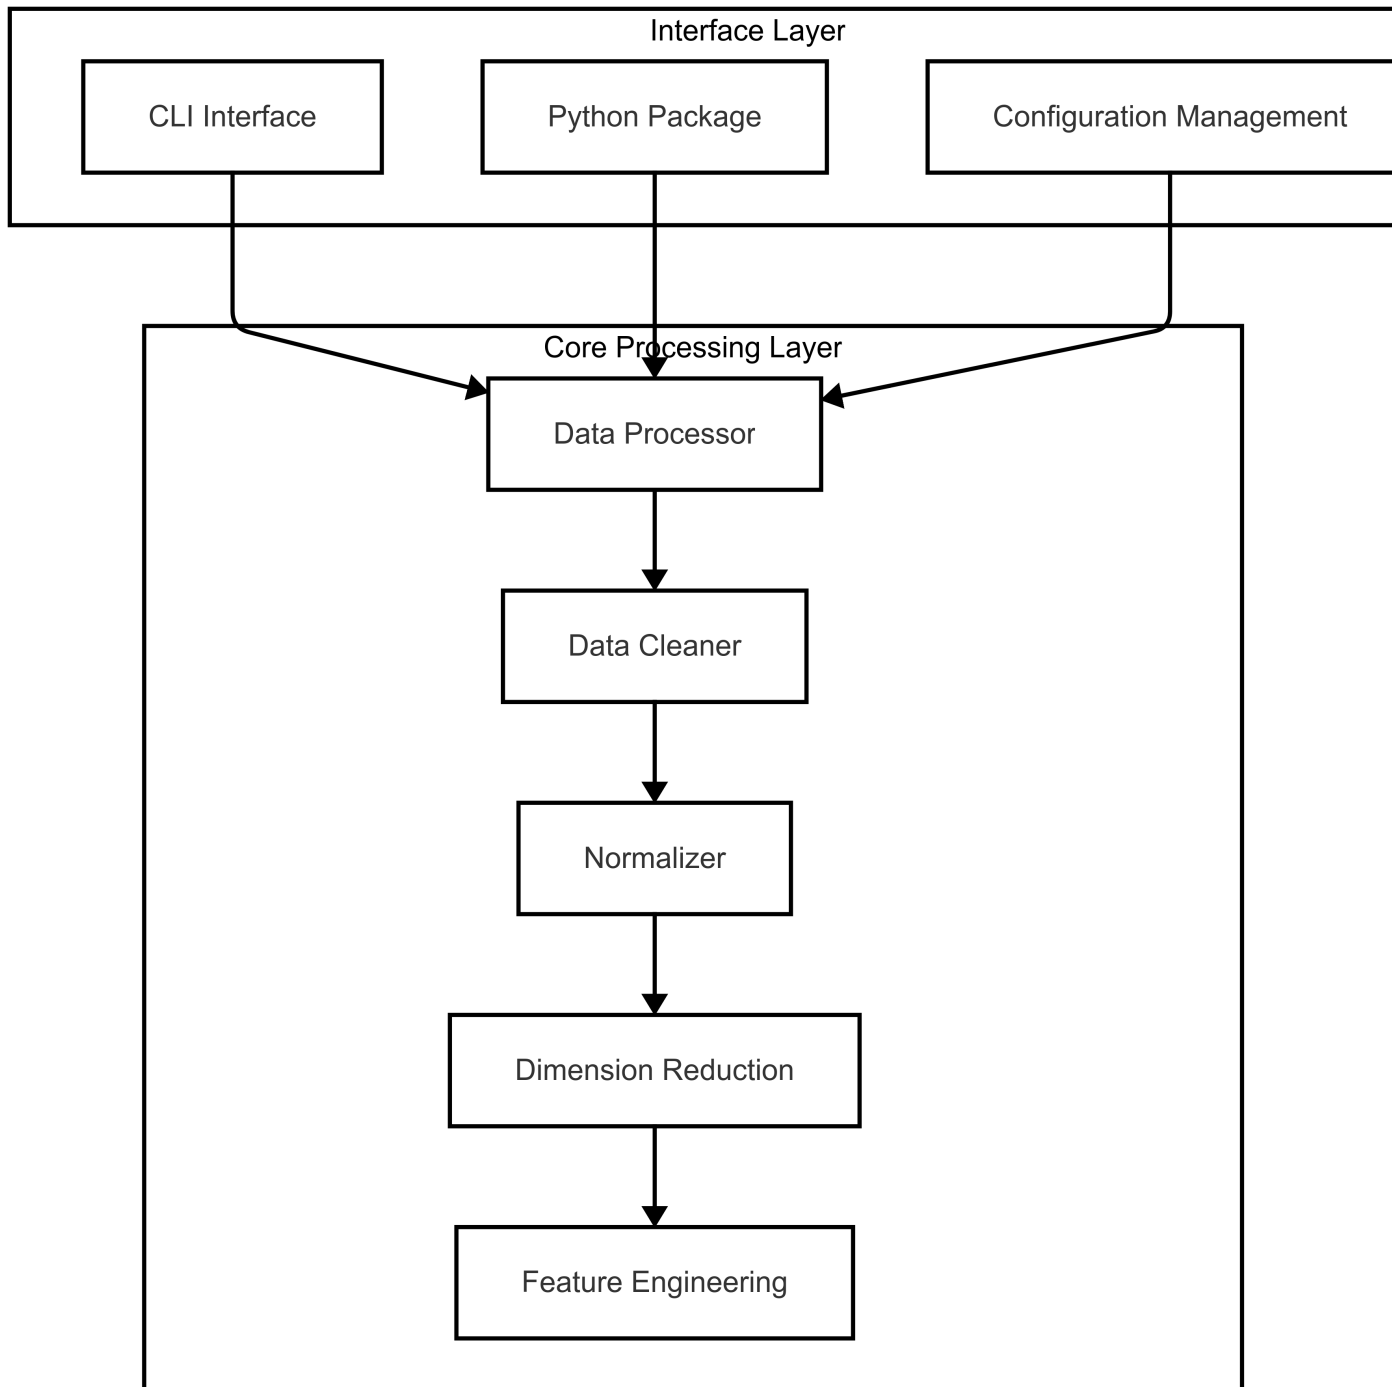 Interface Layer
CLI Interface
Python Package
Configuration Management
Core Processing Layer
Data Processor
Data Cleaner
Normalizer
Dimension Reduction
Feature Engineering